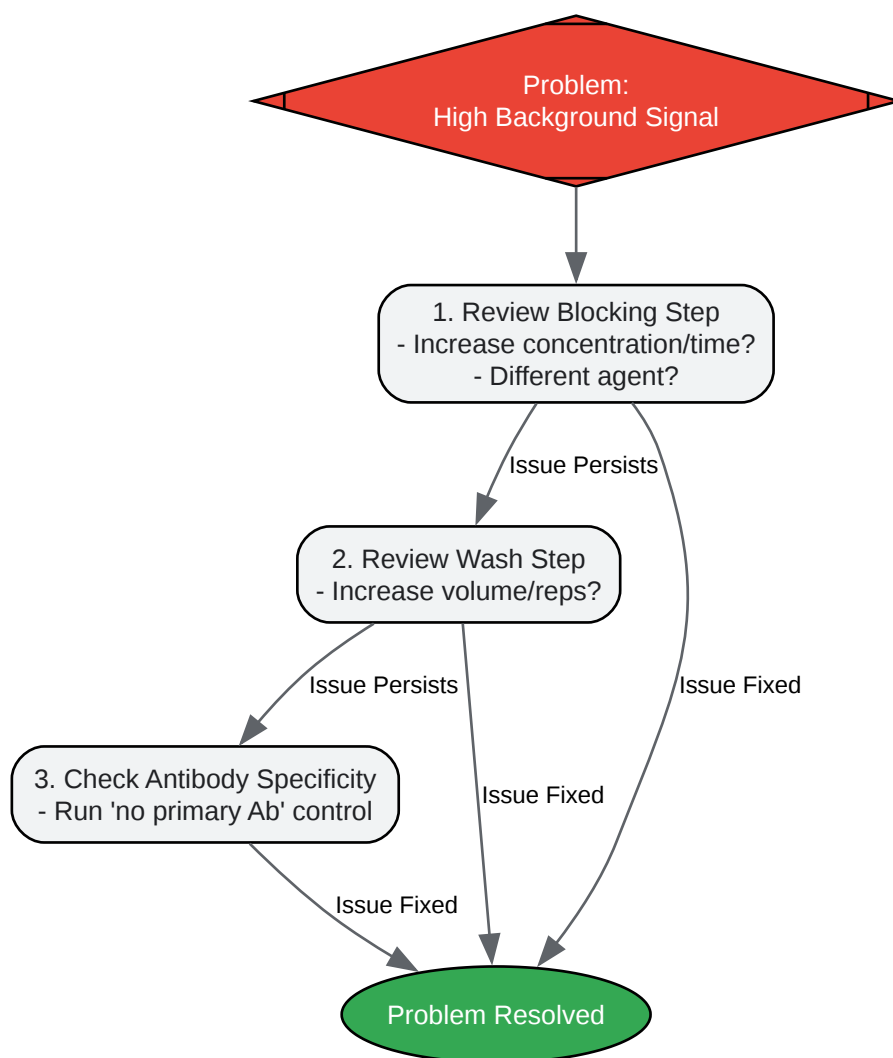 Problem:
High Background Signal
1. Review Blocking Step
- Increase concentration/time?
- Different agent?
Issue Persists
2. Review Wash Step
- Increase volume/reps?
Issue Persists
Issue Fixed
3. Check Antibody Specificity
- Run 'no primary Ab' control
Issue Fixed
Issue Fixed
Problem Resolved